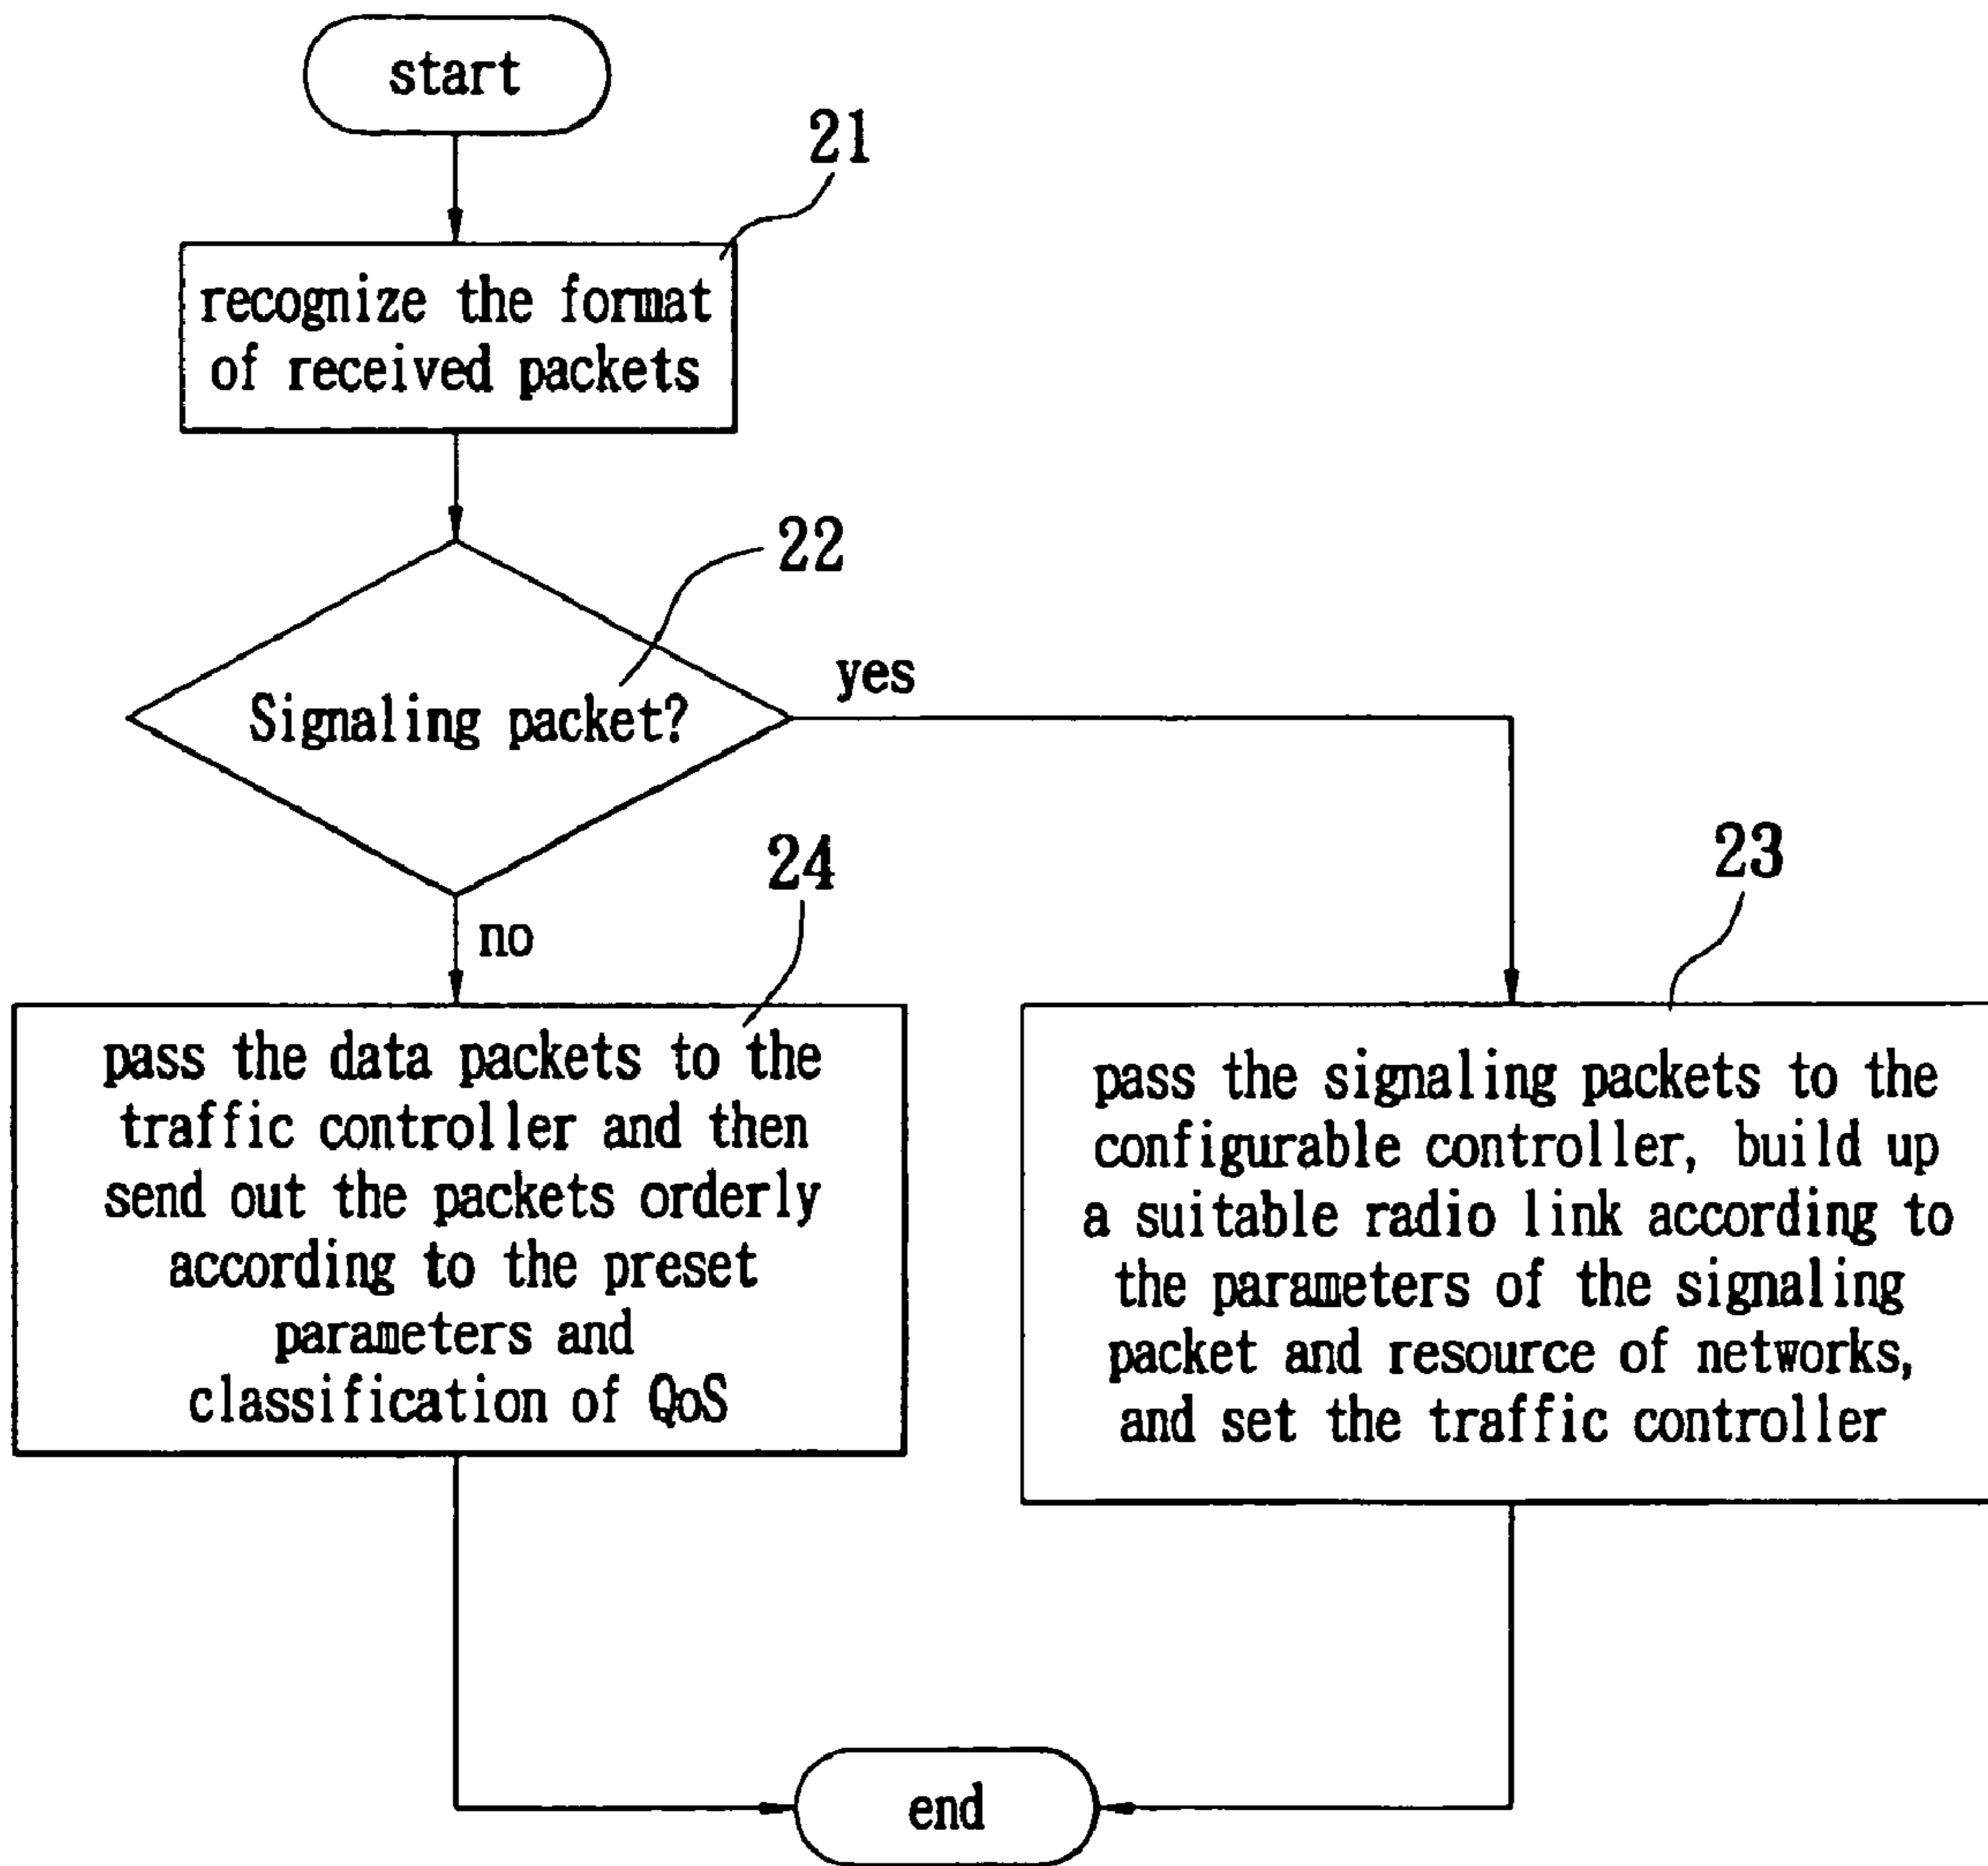 start
21
recognize the format
of received packets
22
Signaling packet?
yes
no
24
pass the data packets to the
traffic controller and then
send out the packets orderly
according to the preset
parameters and
classification of QoS
23
pass the signaling packets to the
configurable controller, build up
a suitable radio link according to
the parameters of the signaling
packet and resource of networks,
and set the traffic controller
end